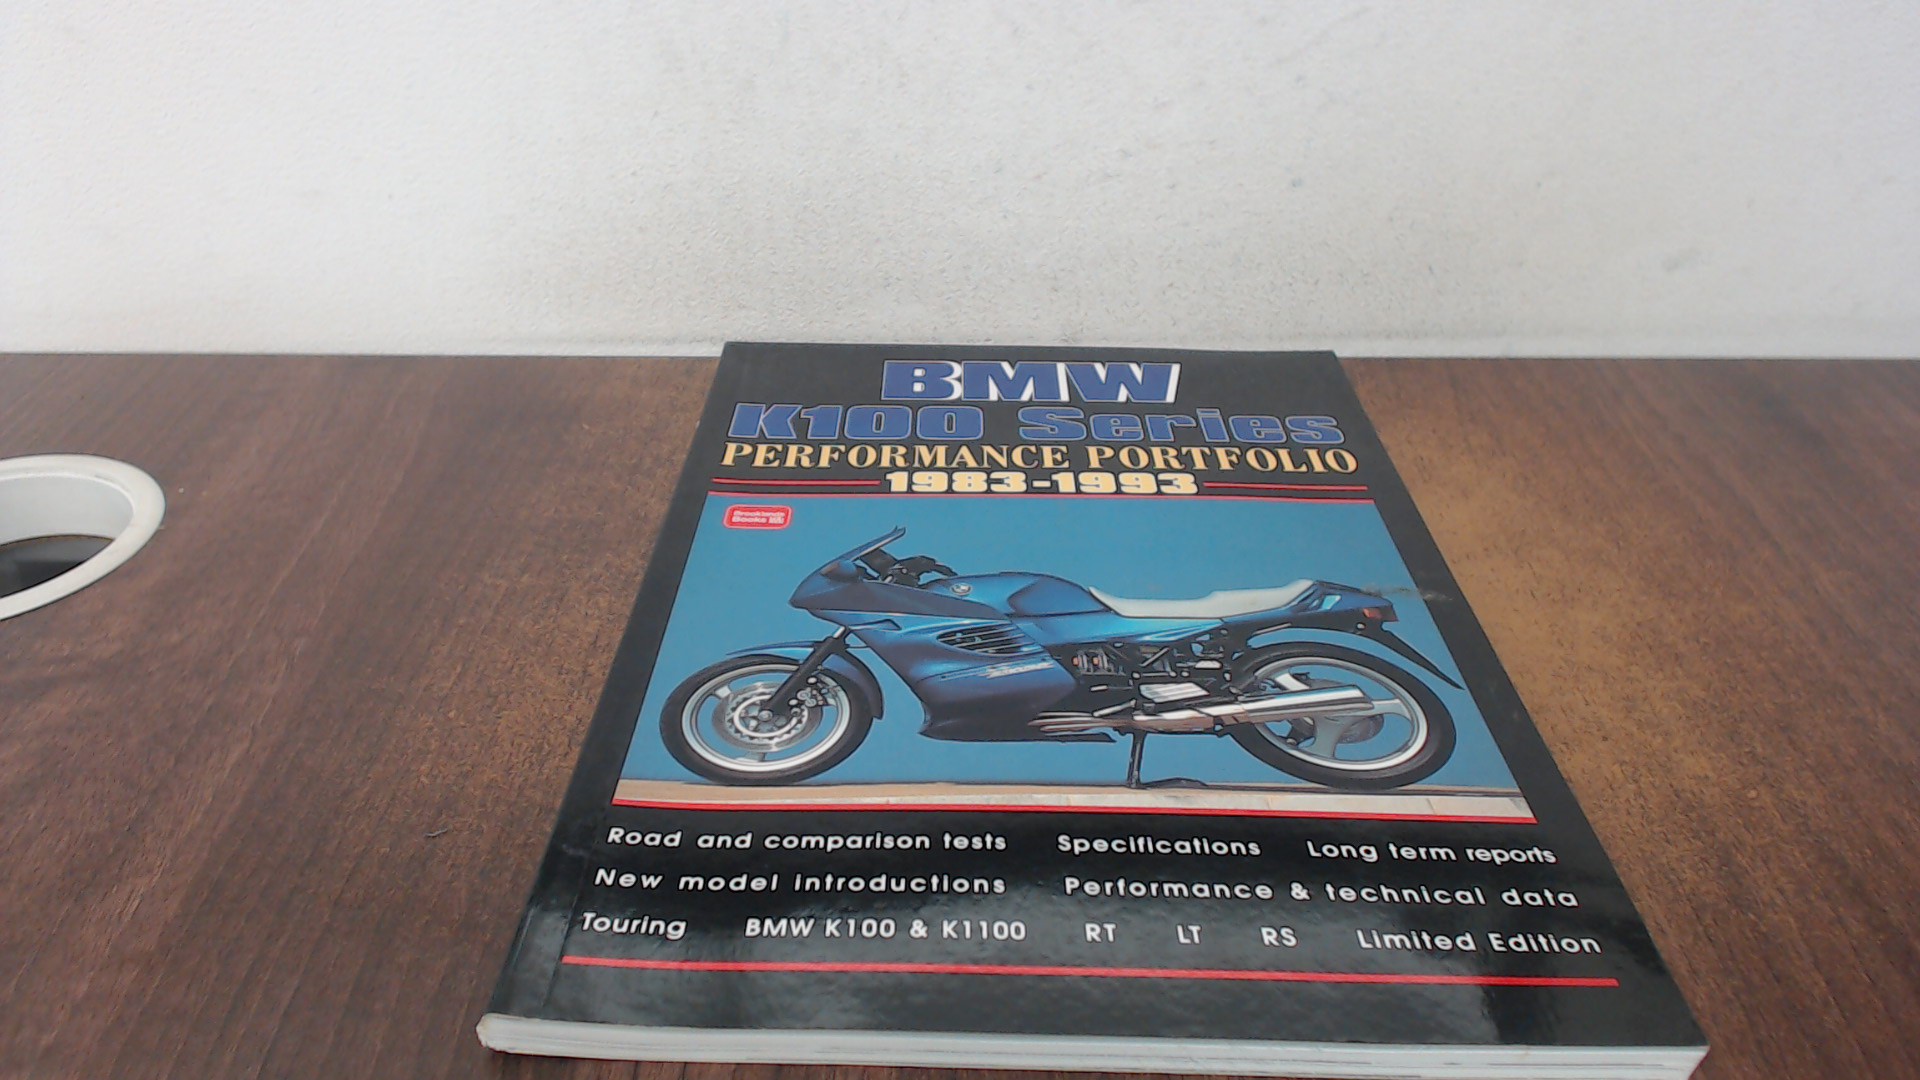 BMW
K100 Series
PERFORMANCE PORTFOLIO
1983-1993
Brooklands
Books
Road and comparison tests Specifications Long term reports
New model introductions Performance & technical data
Touring BMW K100 & K1100 RT LT RS Limited Edition